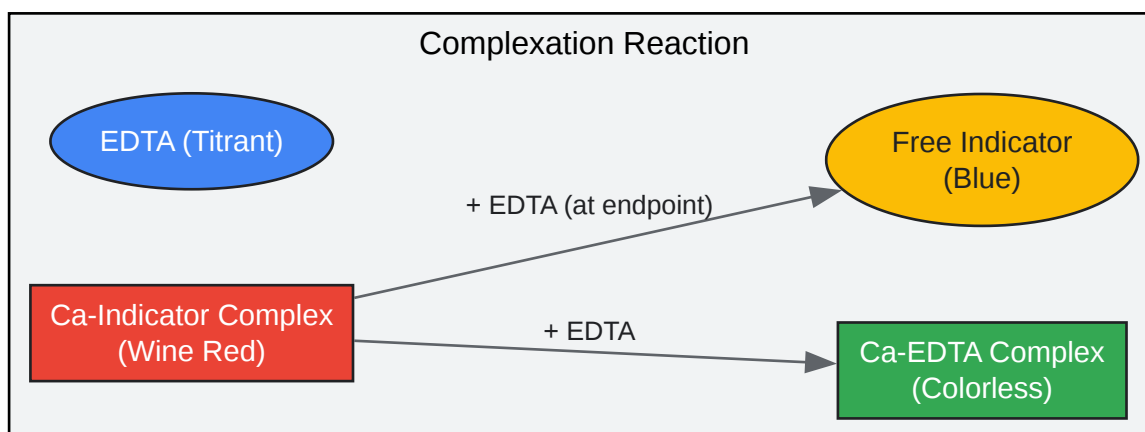 Complexation Reaction
EDTA (Titrant)
Free Indicator
(Blue)
+ EDTA (at endpoint)
Ca-Indicator Complex
(Wine Red)
+ EDTA
Ca-EDTA Complex
(Colorless)